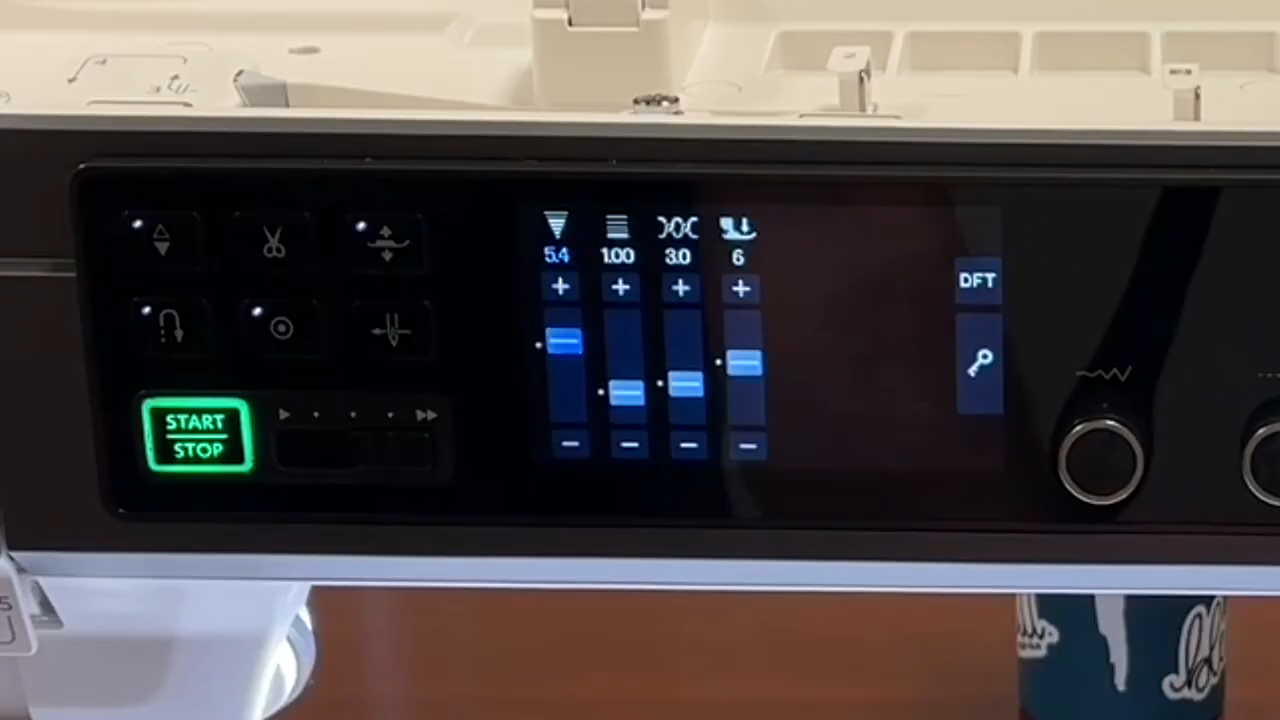 5.4 1.00 3.0 6
+ + + +
DFT
START
STOP
- - - -